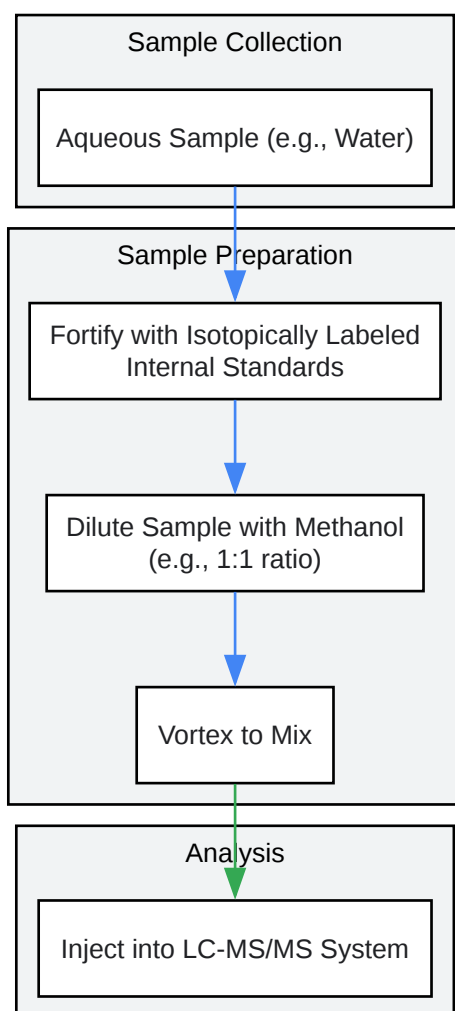 Sample Collection
Aqueous Sample (e.g., Water)
Sample Preparation
Fortify with Isotopically Labeled
Internal Standards
Dilute Sample with Methanol
(e.g., 1:1 ratio)
Vortex to Mix
Analysis
Inject into LC-MS/MS System